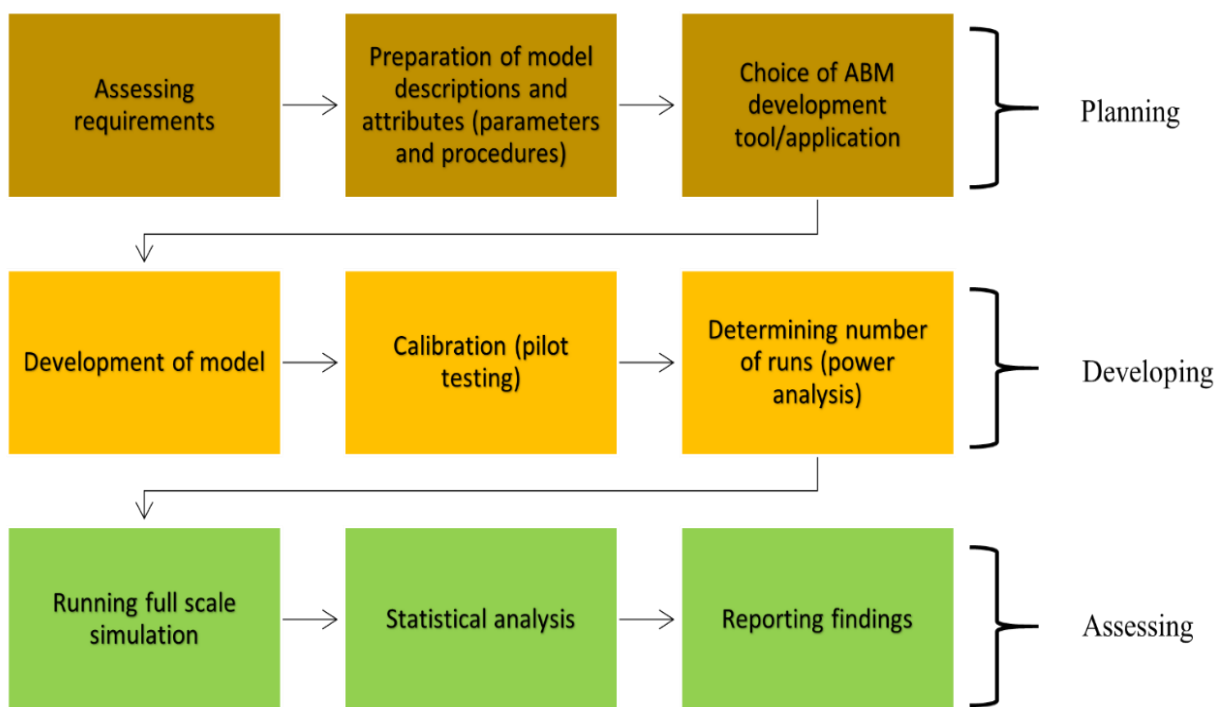 Assessing
requirements
Preparation of model
descriptions and
attributes (parameters
and procedures)
Choice of ABM
development
tool/application
Planning
Development of model
Calibration (pilot
testing)
Determining number
of runs (power
analysis)
Developing
Running full scale
simulation
Statistical analysis
Reporting findings
Assessing